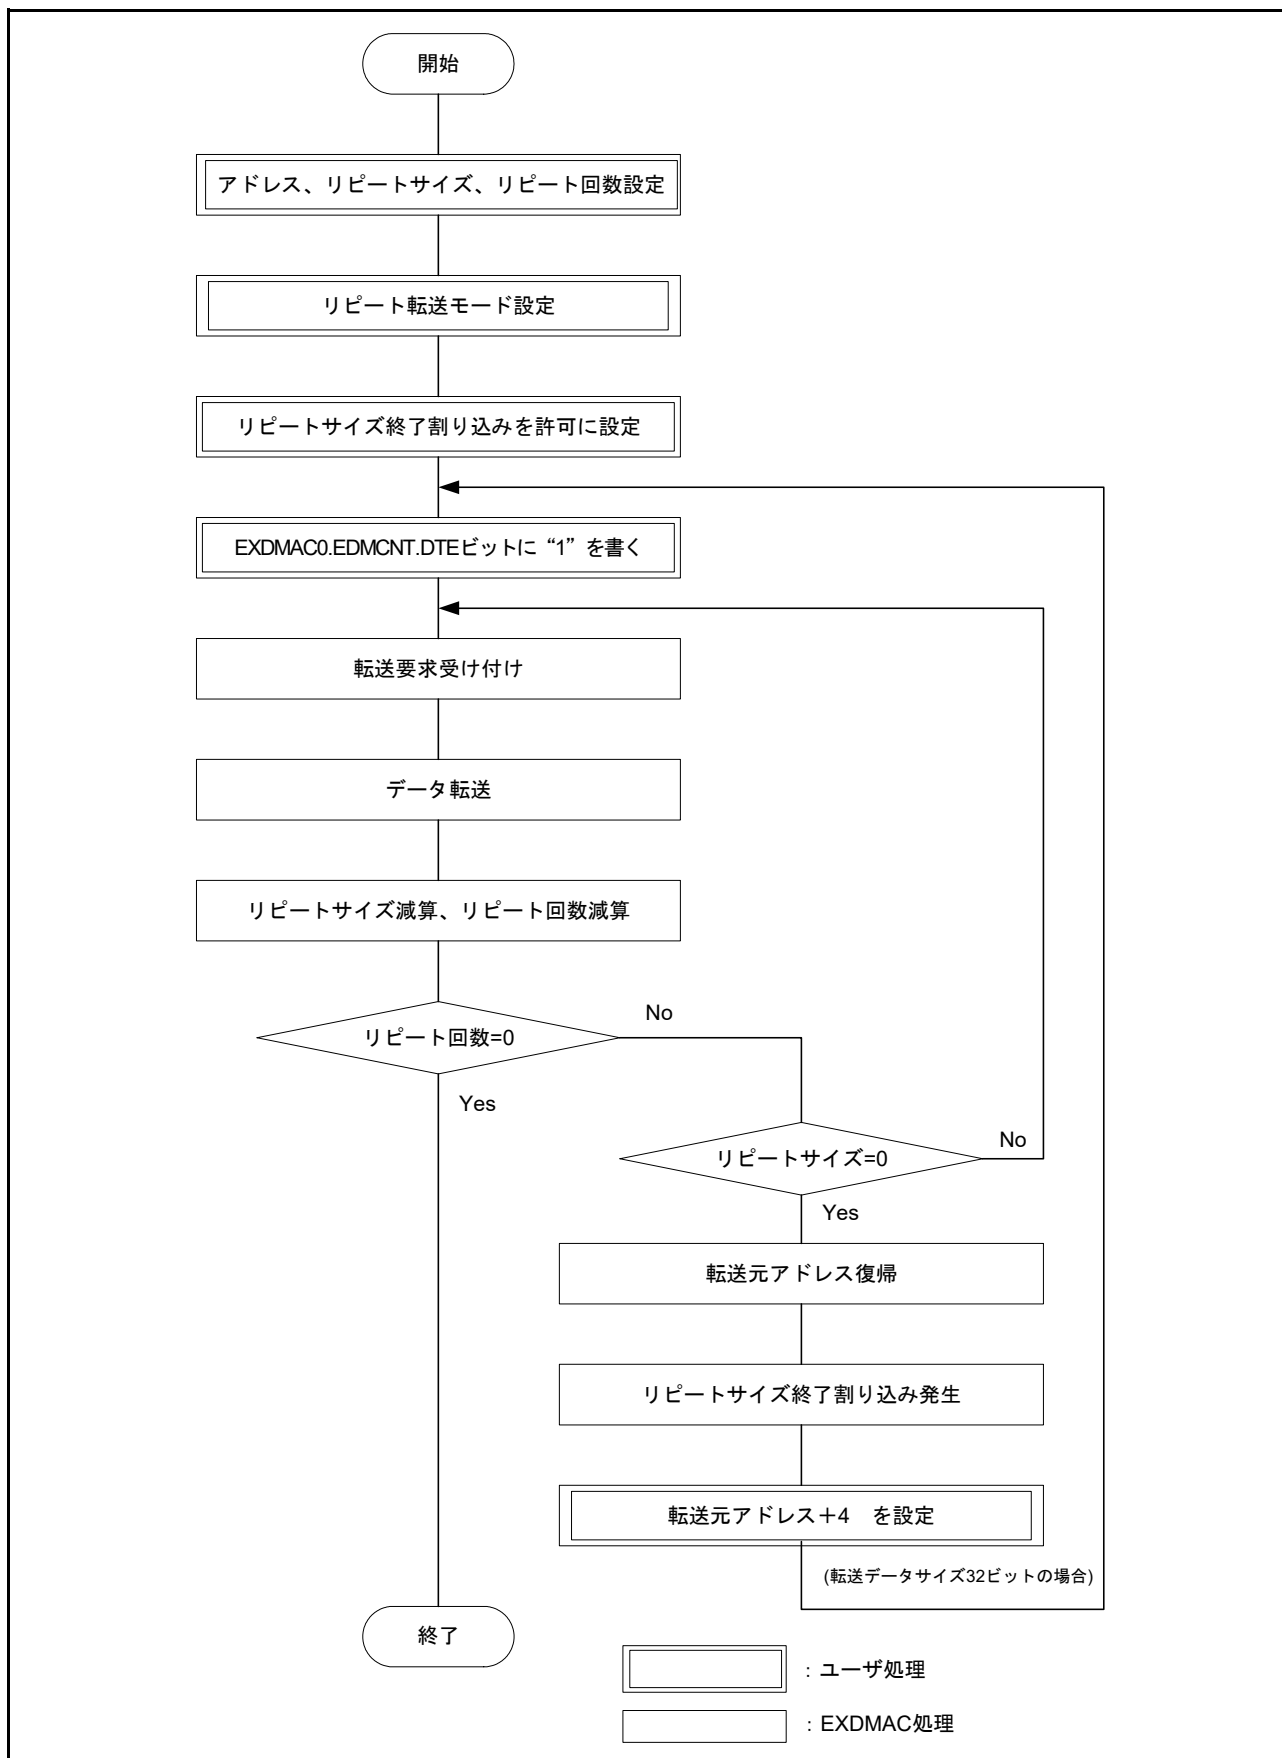 開始
アドレス、リピートサイズ、リピート回数設定
リピート転送モード設定
リピートサイズ終了割り込みを許可に設定
EXDMAC0.EDMCNT.DTEビットに“1”を書く
転送要求受け付け
データ転送
リピートサイズ減算、リピート回数減算
リピート回数=0
No
Yes
リピートサイズ=0
No
Yes
転送元アドレス復帰
リピートサイズ終了割り込み発生
転送元アドレス＋4　を設定
(転送データサイズ32ビットの場合)
終了
：ユーザ処理
：EXDMAC処理